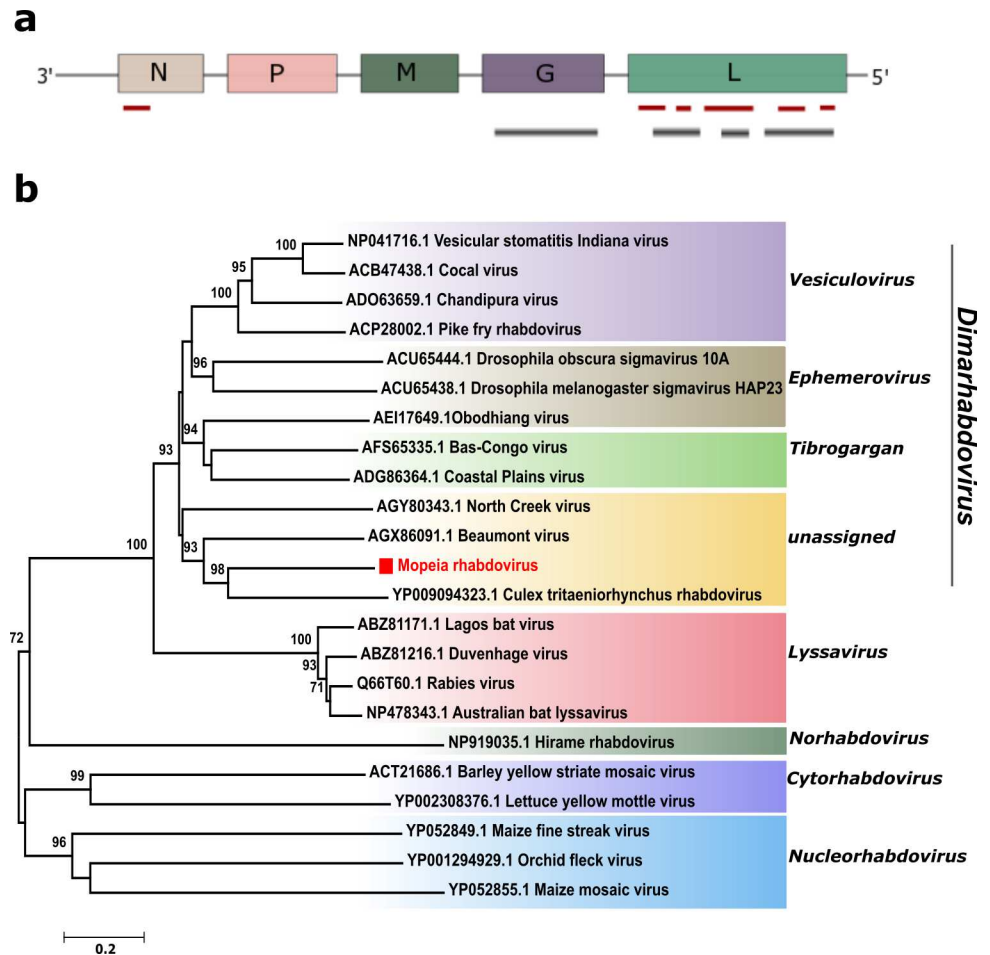 a
3' N P M G L 5'
b
100 NP041716.1 Vesicular stomatitis Indiana virus
95 ACB47438.1 Cocal virus
100 ADO63659.1 Chandipura virus
Vesiculovirus
ACP28002.1 Pike fry rhabdovirus
96 ACU65444.1 Drosophila obscura sigmavirus 10A
Ephemerovirus
ACU65438.1 Drosophila melanogaster sigmavirus HAP23
94 AEI17649.1Obodhiang virus
93 AFS65335.1 Bas-Congo virus
Tibrogargan
ADG86364.1 Coastal Plains virus
AGY80343.1 North Creek virus
93 AGX86091.1 Beaumont virus
unassigned
100 98 Mopeia rhabdovirus
YP009094323.1 Culex tritaeniorhynchus rhabdovirus
Dimarhabdovirus
100 ABZ81171.1 Lagos bat virus
72 93 ABZ81216.1 Duvenhage virus
Lyssavirus
71 Q66T60.1 Rabies virus
NP478343.1 Australian bat lyssavirus
NP919035.1 Hirame rhabdovirus
Norhabdovirus
99 ACT21686.1 Barley yellow striate mosaic virus
Cytorhabdovirus
YP002308376.1 Lettuce yellow mottle virus
96 YP052849.1 Maize fine streak virus
YP001294929.1 Orchid fleck virus
Nucleorhabdovirus
YP052855.1 Maize mosaic virus
0.2